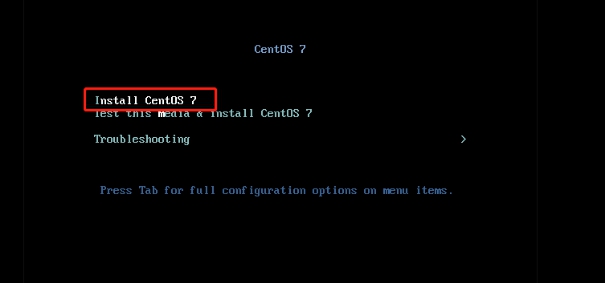 CentOS 7
Install CentOS 7
Test this media & install CentOS 7
Troubleshooting >
Press Tab for full configuration options on menu items.